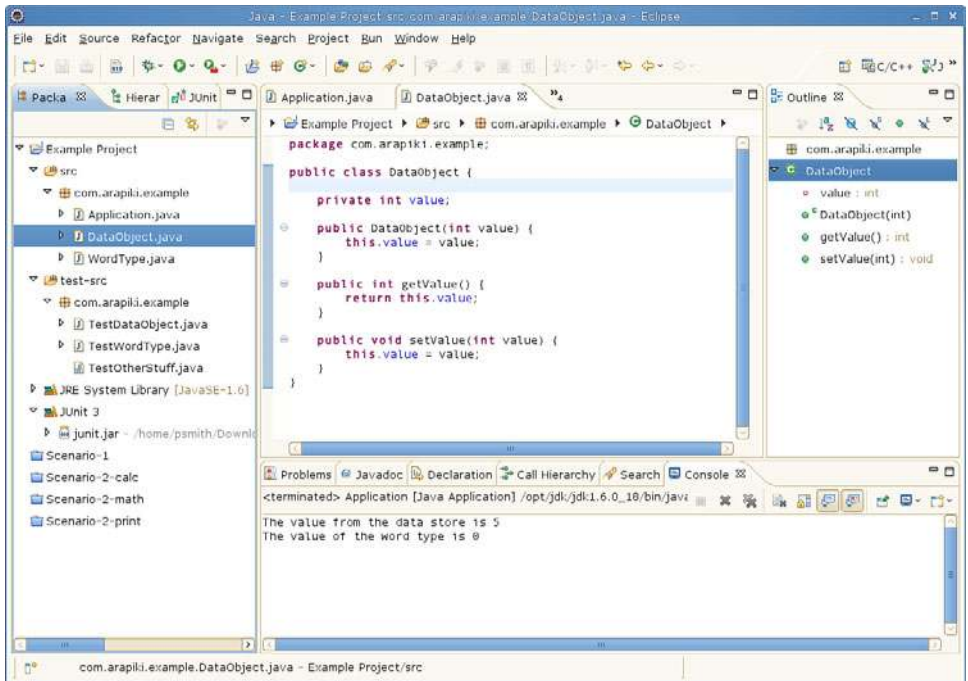 Java - Example Project/src/com/arapiki/example/DataObject.java - Eclipse
File Edit Source Refactor Navigate Search Project Run Window Help
C/C++ J »
Packa Hierar JUnit
Example Project
src
com.arapiki.example
Application.java
DataObject.java
WordType.java
test-src
com.arapiki.example
TestDataObject.java
TestWordType.java
TestOtherStuff.java
JRE System Library [JavaSE-1.6]
JUnit 3
junit.jar - /home/psmith/Downlo
Scenario-1
Scenario-2-calc
Scenario-2-math
Scenario-2-print
Application.java DataObject.java »4
Example Project src com.arapiki.example DataObject
package com.arapiki.example;
public class DataObject {
private int value;
public DataObject(int value) {
this.value = value;
}
public int getValue() {
return this.value;
}
public void setValue(int value) {
this.value = value;
}
}
Outline
com.arapiki.example
DataObject
value : int
DataObject(int)
getValue() : int
setValue(int) : void
Problems Javadoc Declaration Call Hierarchy Search Console
<terminated> Application [Java Application] /opt/jdk/jdk1.6.0_18/bin/java
The value from the data store is 5
The value of the word type is 0
com.arapiki.example.DataObject.java - Example Project/src